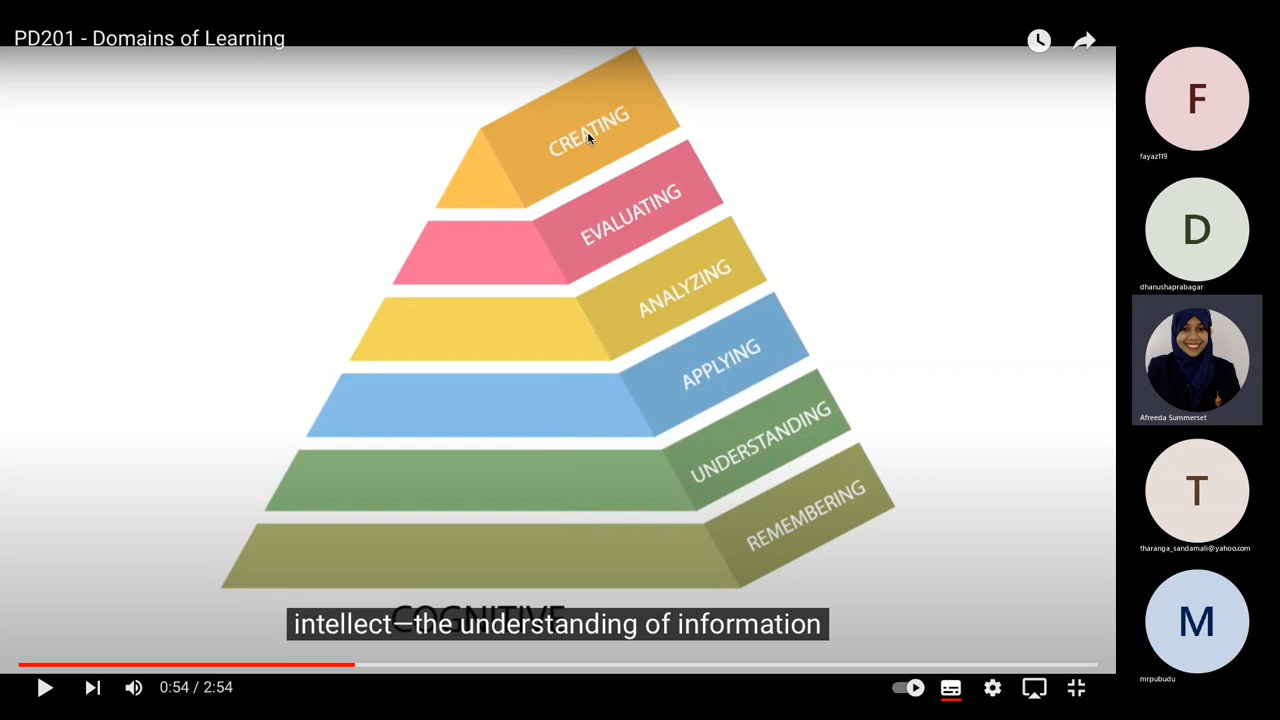 PD201 - Domains of Learning
CREATING
EVALUATING
ANALYZING
APPLYING
UNDERSTANDING
REMEMBERING
COGNITIVE
intellect—the understanding of information
0:54 / 2:54
F
fayaz119
D
dhanushaprabagar
Afreeda Summerset
T
tharanga_sandamali@yahoo.com
M
mrpubudu